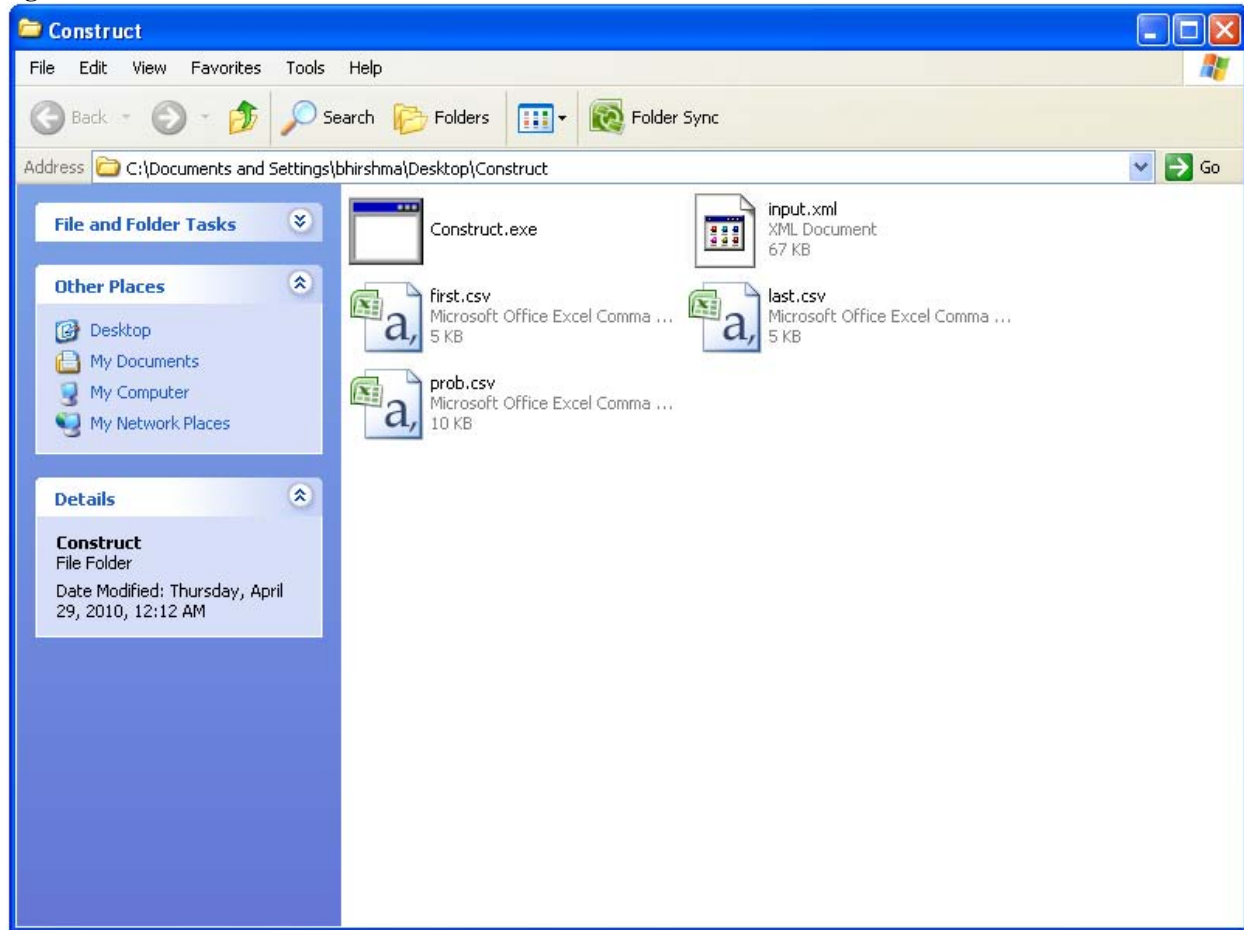 Construct
File Edit View Favorites Tools Help
Back Search Folders Folder Sync
Address C:\Documents and Settings\bhirshma\Desktop\Construct Go
File and Folder Tasks
Other Places
Desktop
My Documents
My Computer
My Network Places
Details
Construct
File Folder
Date Modified: Thursday, April
29, 2010, 12:12 AM
Construct.exe
input.xml
XML Document
67 KB
first.csv
Microsoft Office Excel Comma ...
5 KB
last.csv
Microsoft Office Excel Comma ...
5 KB
prob.csv
Microsoft Office Excel Comma ...
10 KB